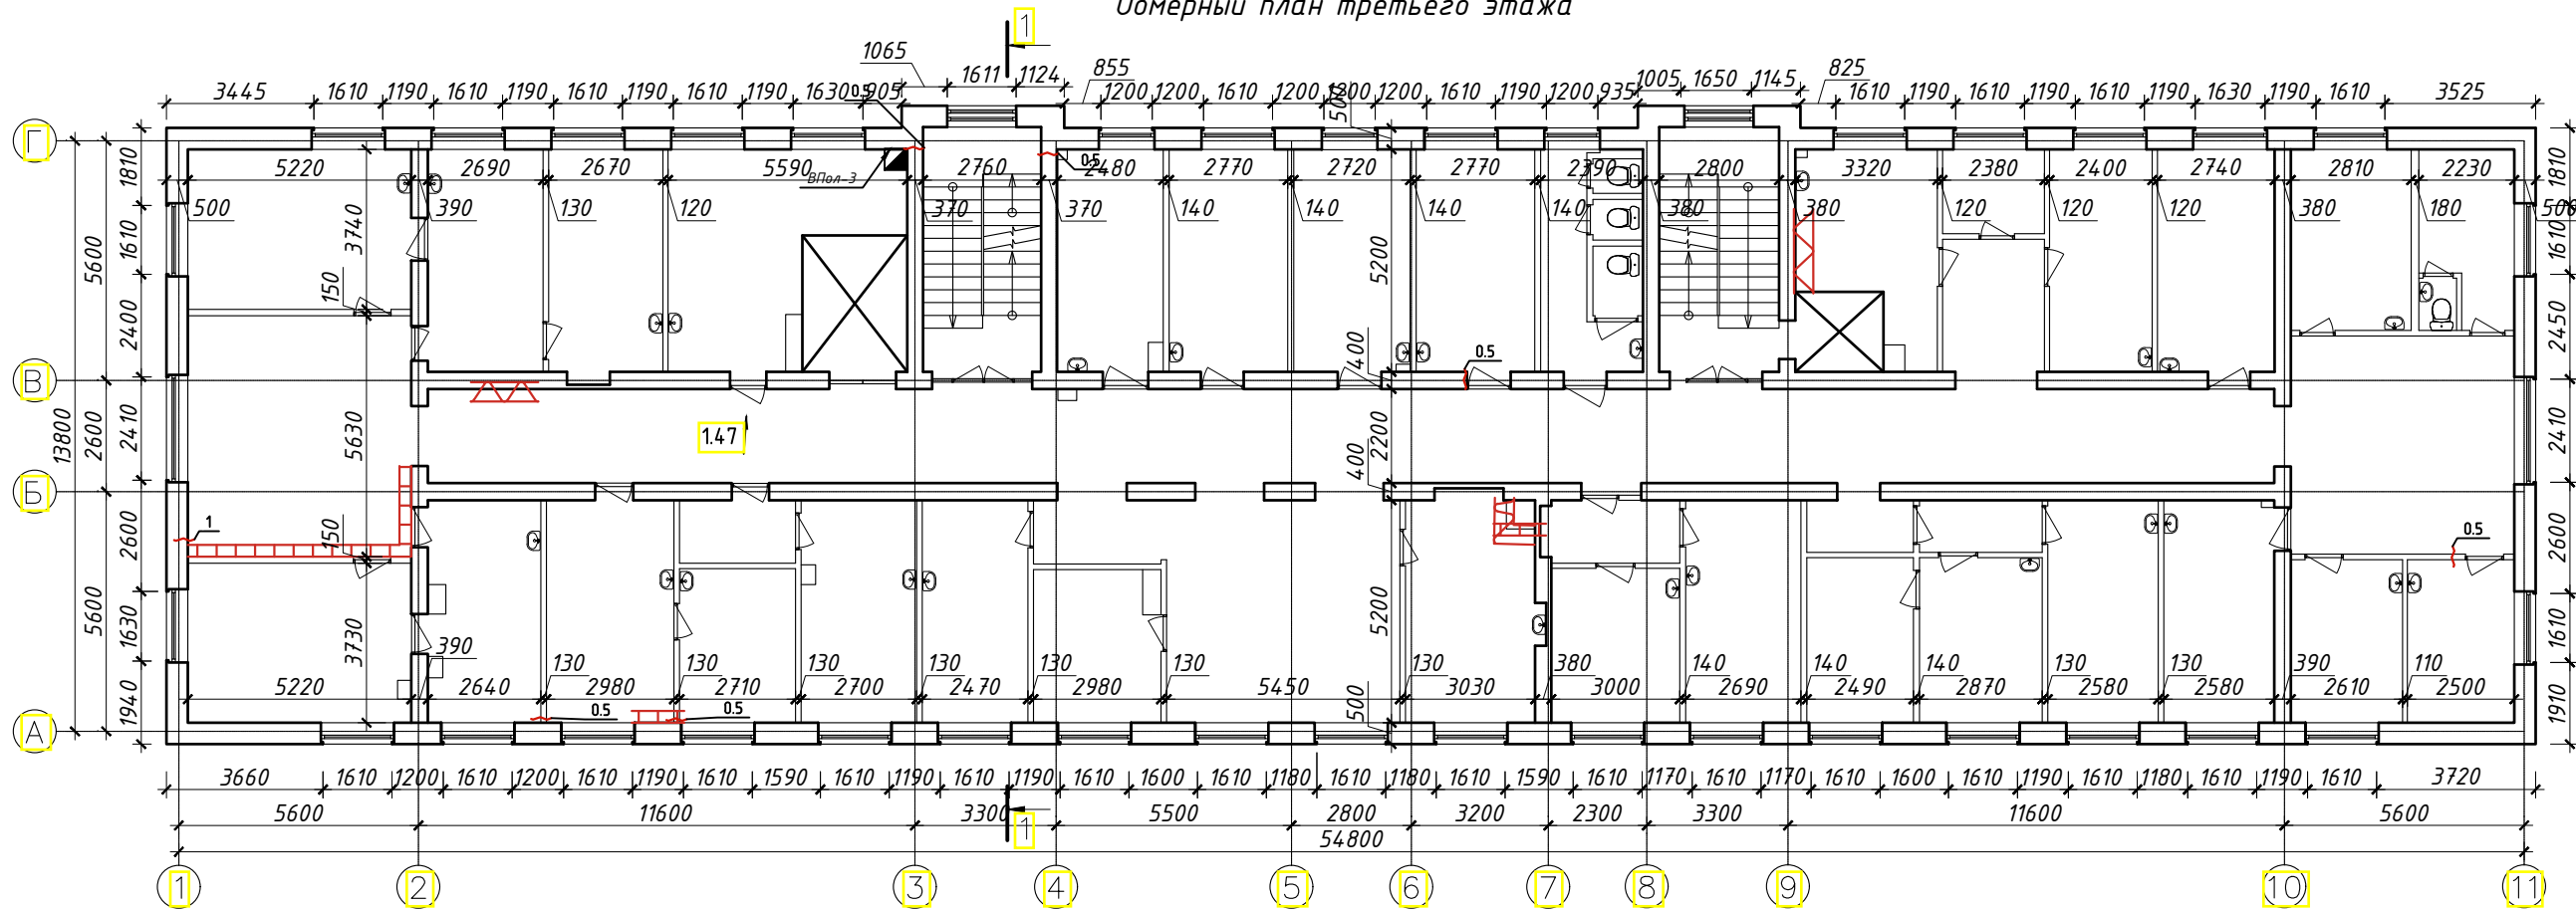 Обмерный план третьего этажа
1
1065 1611 1124 855 1005 1650 1145 825
3445 1610 1190 1610 1190 1610 1190 1610 1190 1630 905 1200 1200 1610 1200 1200 1200 1610 1190 1200 935 1610 1190 1610 1190 1610 1190 1630 1190 1610 3525
0.5 500
Г
1810 5220 2690 2670 5590 2760 2480 2770 2720 2770 2390 2800 3320 2380 2400 2740 2810 2230 1810
ВПол-3 0.5
500 390 130 120 370 370 140 140 140 140 380 380 120 120 120 380 180 500
3740 1610 5600 5200 1610
150 2400 2450
0.5 400
В
13800 2600 2410 5630 1.47 2200 2410
400
Б
1 150 2600 0.5 2600
5600 1630 3730 5200 1610
390 130 130 130 130 130 130 130 380 140 140 140 130 130 390 110
5220 2640 2980 2710 2700 2470 2980 5450 3030 3000 2690 2490 2870 2580 2580 2610 2500
1940 0.5 0.5 500 1910
А
3660 1610 1200 1610 1200 1610 1190 1610 1590 1610 1190 1610 1190 1610 1600 1610 1180 1610 1180 1610 1590 1610 1170 1610 1170 1610 1600 1610 1190 1610 1180 1610 1190 1610 3720
5600 11600 3300 5500 2800 3200 2300 3300 11600 5600
1
54800
1 2 3 4 5 6 7 8 9 10 11